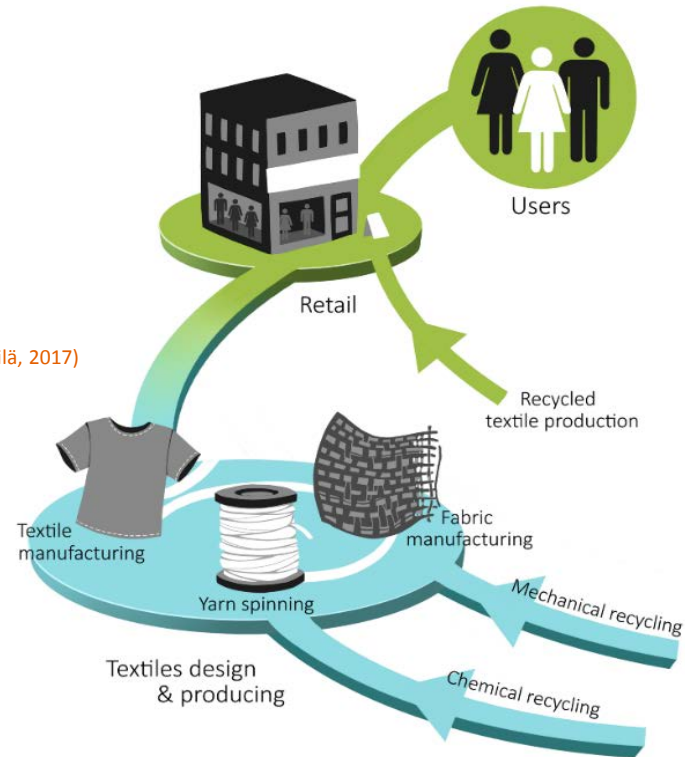 Users
Retail
2017)
Recycled
textile production
Textile
manufacturing
Fabric
manufacturing
Yarn spinning
Mechanical recycling
Textiles design
& producing
Chemical recycling